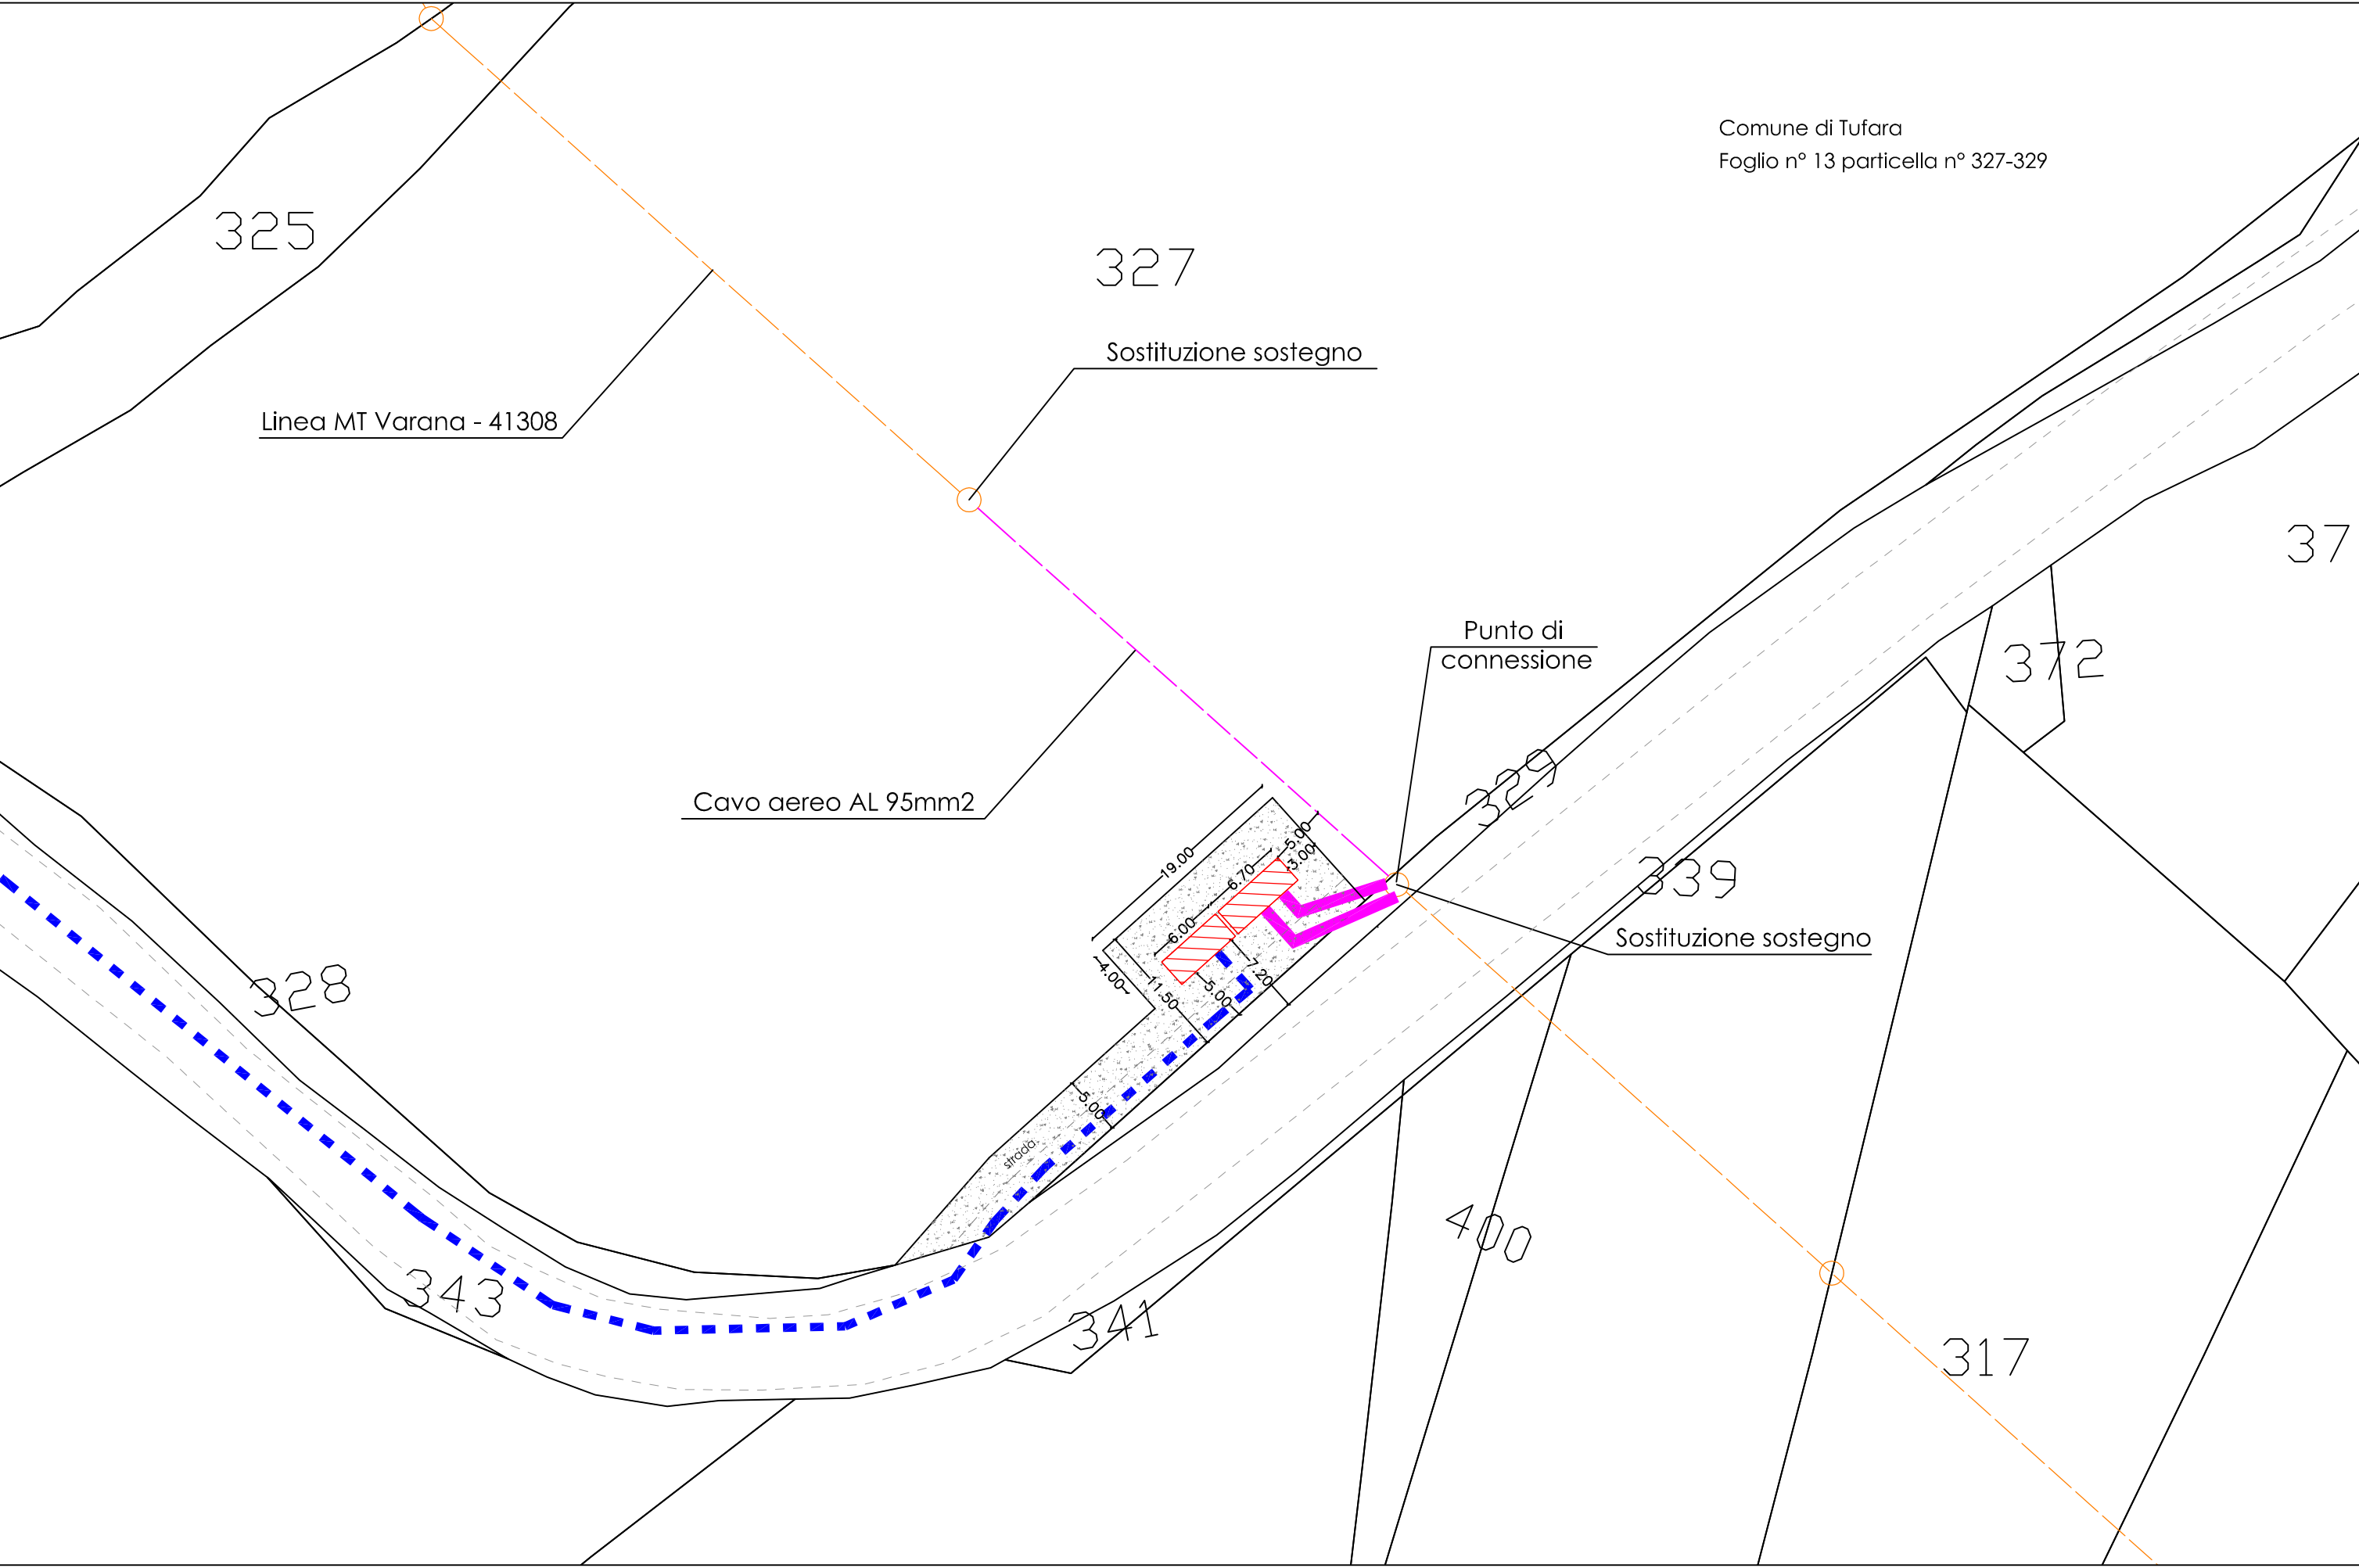 Comune di Tufara
Foglio n° 13 particella n° 327-329
325
327
Sostituzione sostegno
Linea MT Varana - 41308
37
Punto di
connessione
372
329
Cavo aereo AL 95mm2
19.00
5.00
3.00
6.70
339
6.00
Sostituzione sostegno
4.00
11.50
7.20
5.00
328
5.00
strada
400
343
341
317